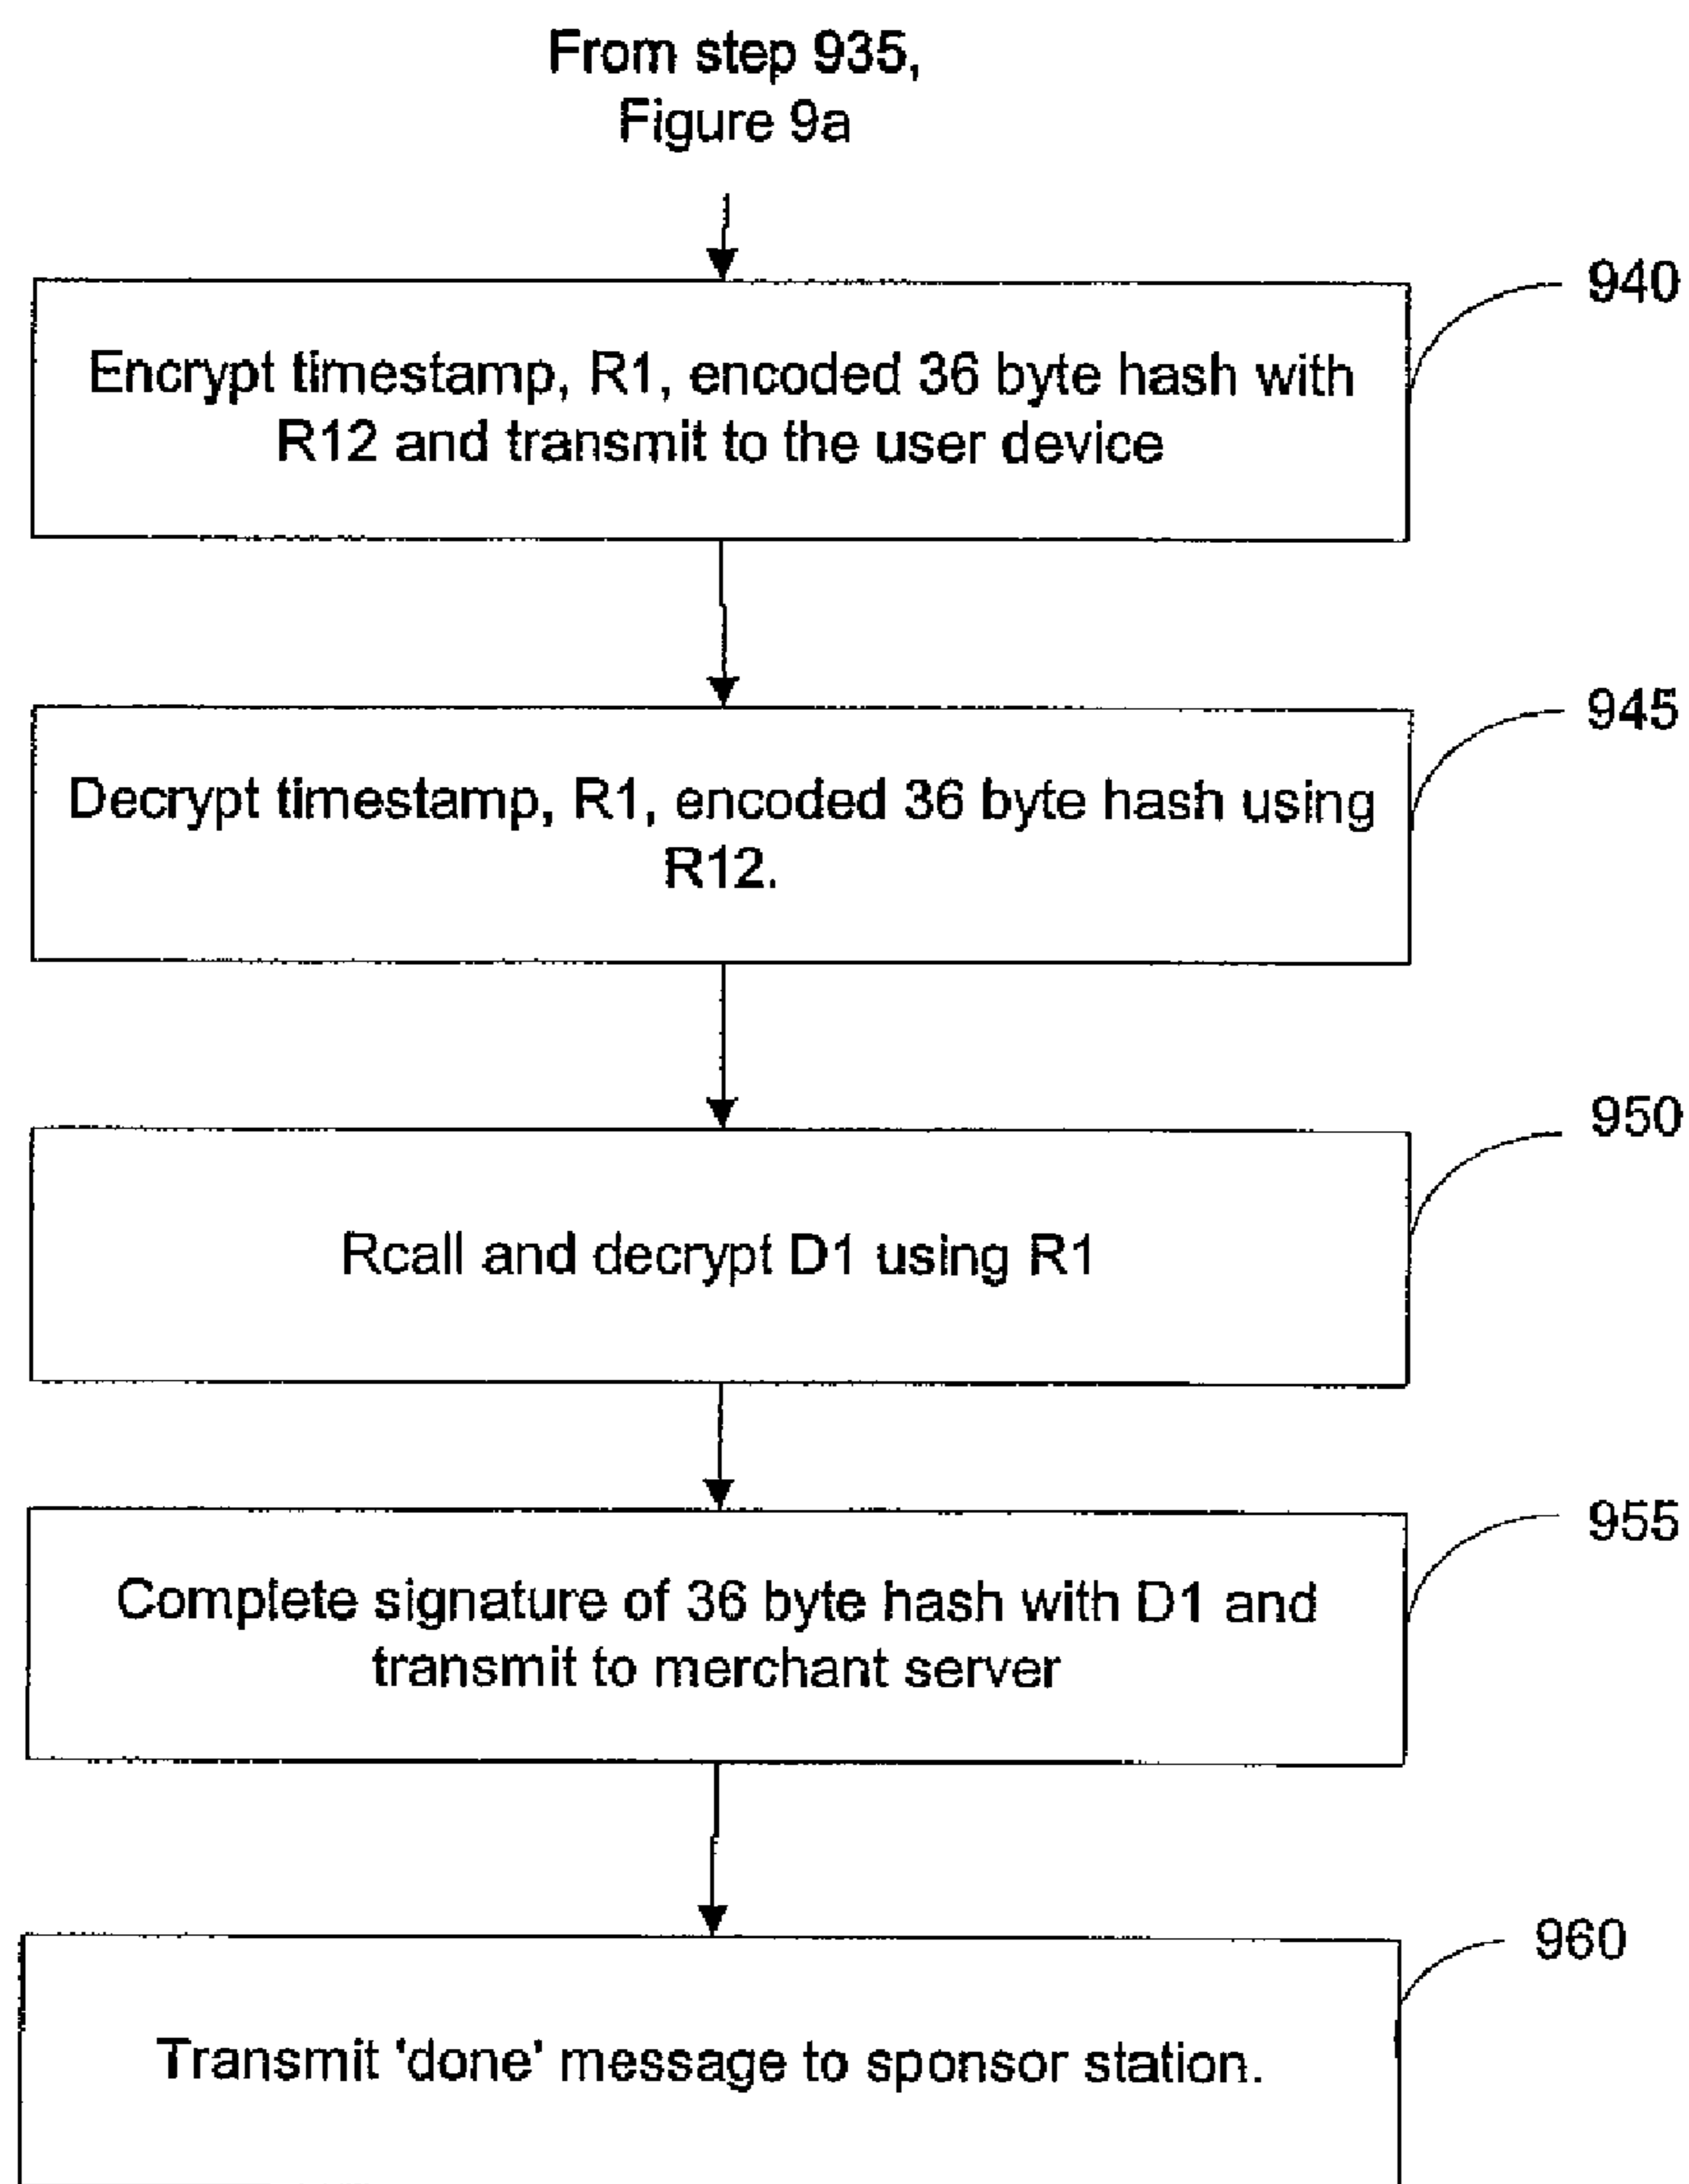 From step 935,
Figure 9a
940
Encrypt timestamp, R1, encoded 36 byte hash with
R12 and transmit to the user device
945
Decrypt timestamp, R1, encoded 36 byte hash using
R12.
950
Rcall and decrypt D1 using R1
955
Complete signature of 36 byte hash with D1 and
transmit to merchant server
960
Transmit 'done' message to sponsor station.